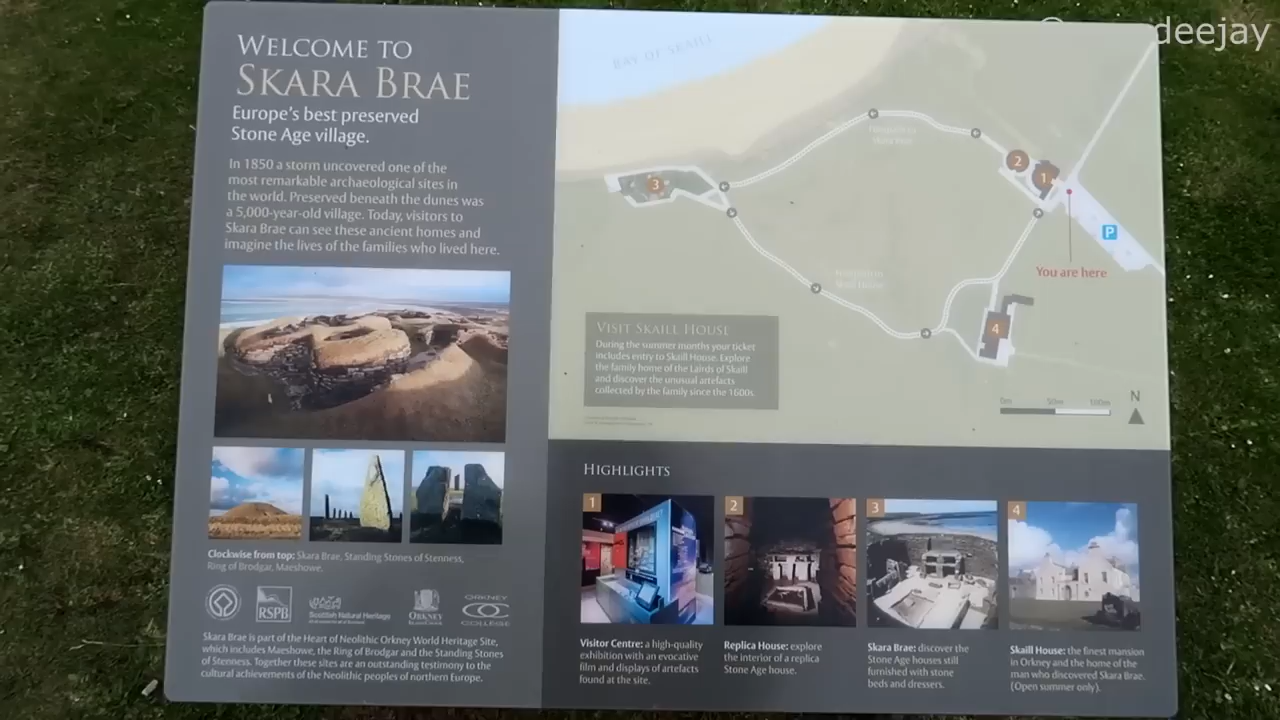 deejay
WELCOME TO
SKARA BRAE
Europe's best preserved
Stone Age village.
In 1850 a storm uncovered one of the
most remarkable archaeological sites in
the world. Preserved beneath the dunes was
a 5,000-year-old village. Today, visitors to
Skara Brae can see these ancient homes and
imagine the lives of the families who lived here.
Clockwise from top: Skara Brae, Standing Stones of Stenness,
Ring of Brodgar, Maeshowe.
RSPB
Scottish Natural Heritage
ORKNEY
ORKNEY
COLLEGE
Skara Brae is part of the Heart of Neolithic Orkney World Heritage Site,
which includes Maeshowe, the Ring of Brodgar and the Standing Stones
of Stenness. Together these sites are an outstanding testimony to the
cultural achievements of the Neolithic peoples of northern Europe.
BAY OF SKAILL
2
1
3
P
You are here
4
VISIT SKAILL HOUSE
During the summer months your ticket
includes entry to Skaill House. Explore
the family home of the Lairds of Skaill
and discover the unusual artefacts
collected by the family since the 1600s
0m 50m 100m
N
HIGHLIGHTS
1
2
3
4
Visitor Centre: a high-quality
exhibition with an evocative
film and displays of artefacts
found at the site.
Replica House: explore
the interior of a replica
Stone Age house.
Skara Brae: discover the
Stone Age houses still
furnished with stone
beds and dressers.
Skaill House: the finest mansion
in Orkney and the home of the
man who discovered Skara Brae.
(Open summer only).